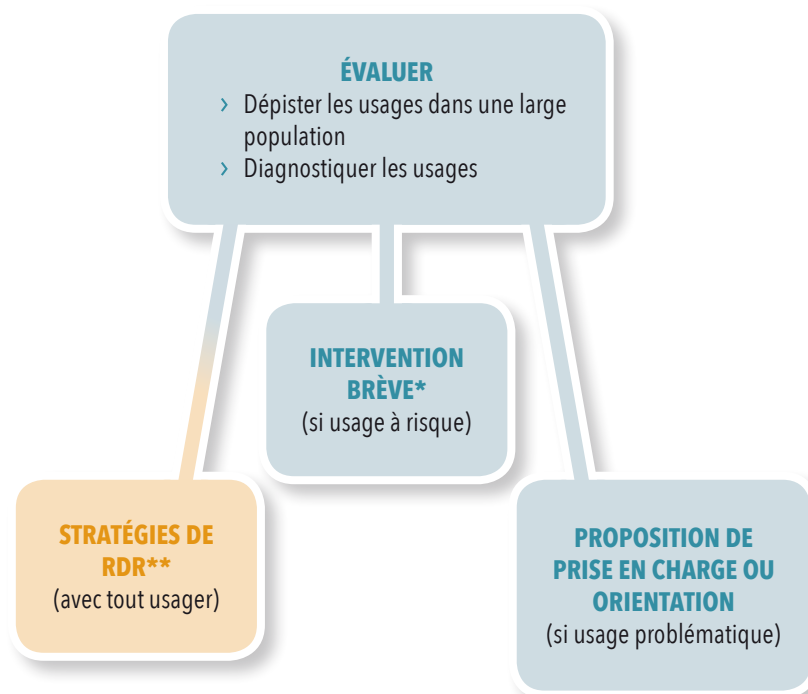 ÉVALUER
› Dépister les usages dans une large
population
› Diagnostiquer les usages
INTERVENTION
BRÈVE*
(si usage à risque)
STRATÉGIES DE
RDR**
(avec tout usager)
PROPOSITION DE
PRISE EN CHARGE OU
ORIENTATION
(si usage problématique)